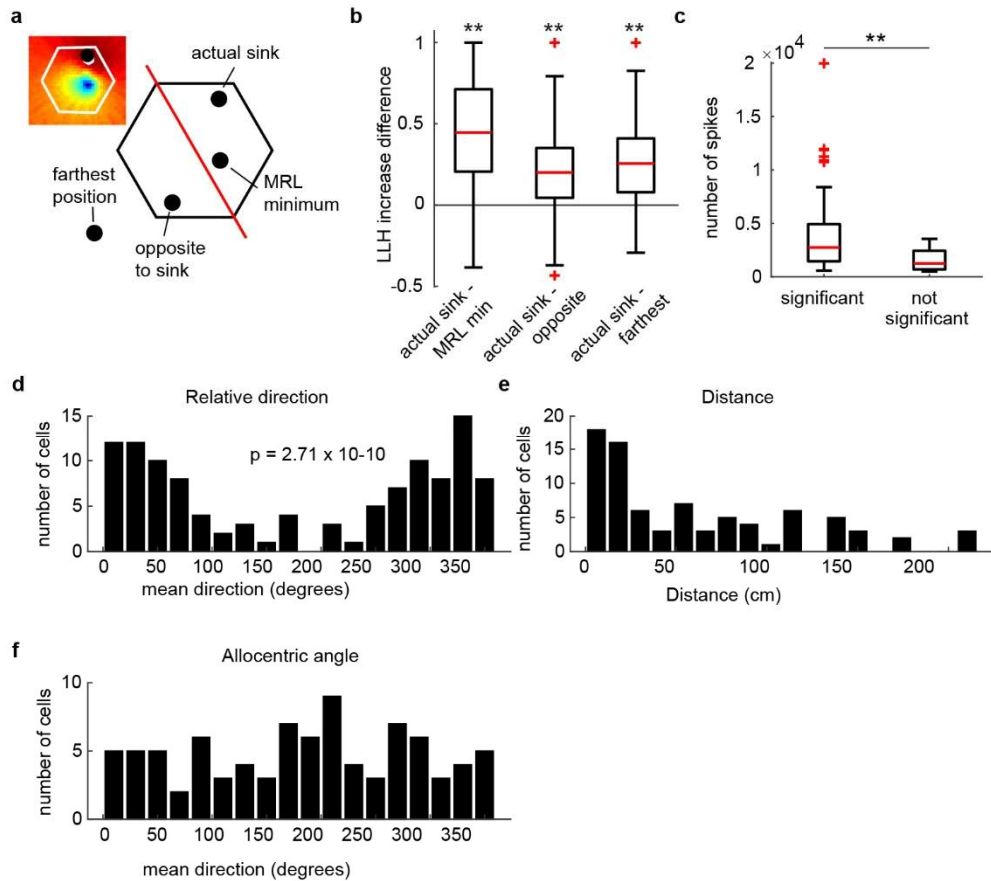 a
actual sink
farthest
position
MRL
minimum
opposite
to sink
b
** ** **
LLH increase difference
1
0.5
0
-0.5
actual sink -
MRL min
actual sink -
opposite
actual sink -
farthest
c
×10⁴
**
number of spikes
2
1.5
1
0.5
0
significant
not
significant
d
Relative direction
number of cells
15
10
5
0
p = 2.71 x 10-10
0 50 100 150 200 250 300 350
mean direction (degrees)
e
Distance
number of cells
20
15
10
5
0
0 50 100 150 200
Distance (cm)
f
Allocentric angle
number of cells
10
5
0
0 50 100 150 200 250 300 350
mean direction (degrees)